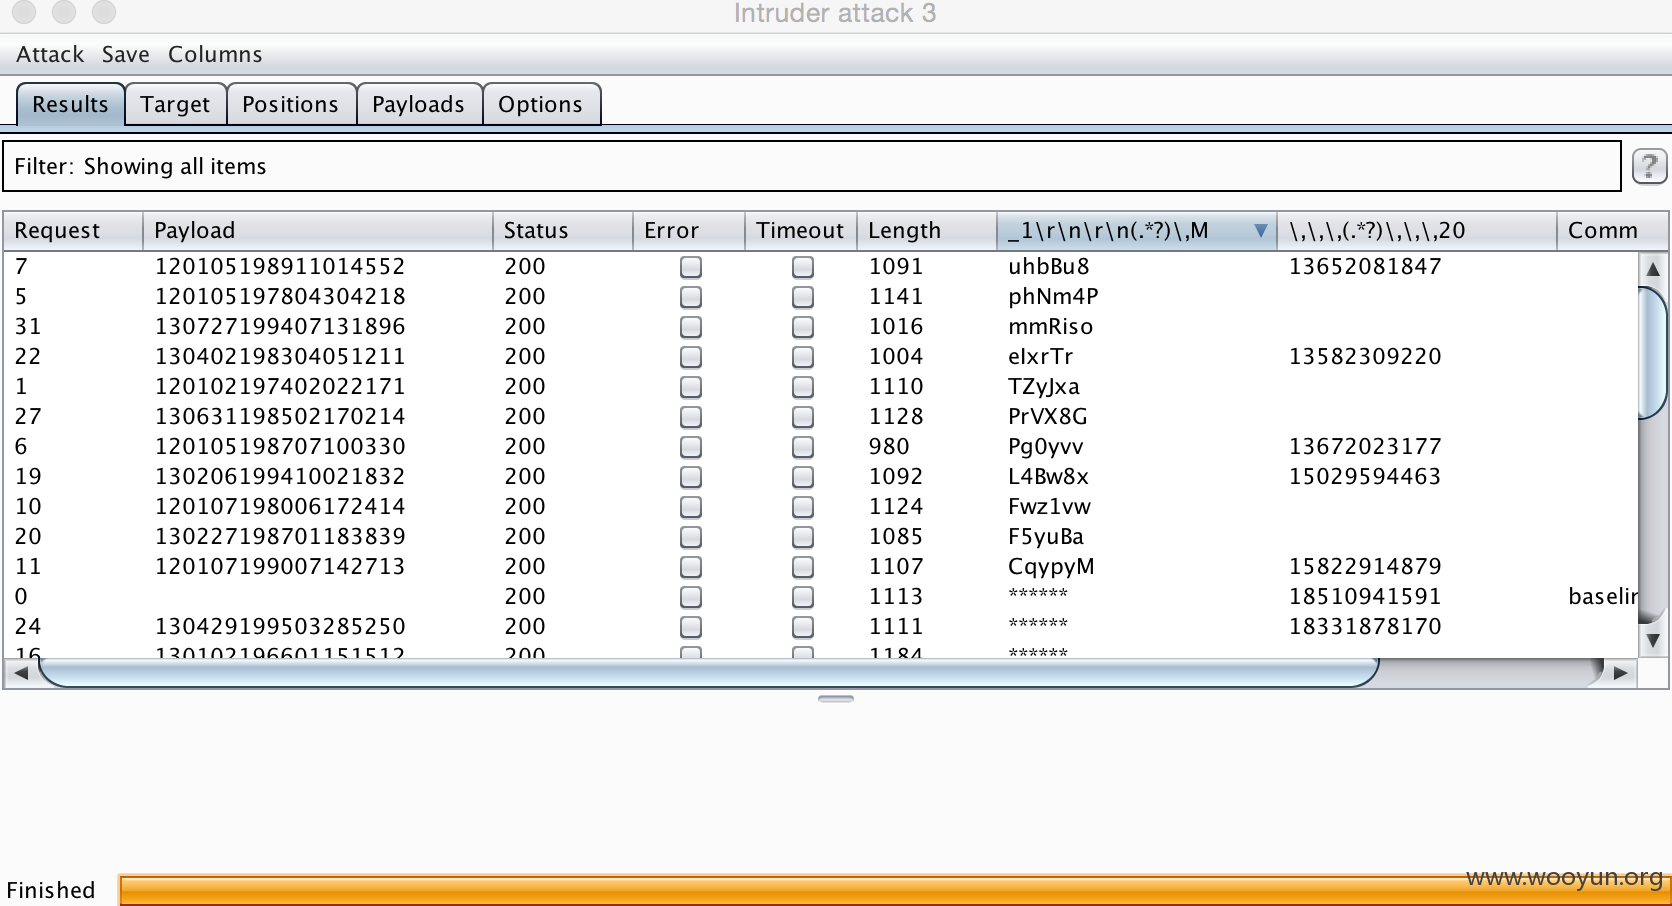 Intruder attack 3
Attack Save Columns
Results Target Positions Payloads Options
Filter: Showing all items ?
Request Payload Status Error Timeout Length _1\r\n\r\n(.*?)\,M \,\,\,(.*?)\,\,\,20 Comm
7 120105198911014552 200 1091 uhbBu8 13652081847
5 120105197804304218 200 1141 phNm4P
31 130727199407131896 200 1016 mmRiso
22 130402198304051211 200 1004 eIxrTr 13582309220
1 120102197402022171 200 1110 TZyJxa
27 130631198502170214 200 1128 PrVX8G
6 120105198707100330 200 980 Pg0yvv 13672023177
19 130206199410021832 200 1092 L4Bw8x 15029594463
10 120107198006172414 200 1124 Fwz1vw
20 130227198701183839 200 1085 F5yuBa
11 120107199007142713 200 1107 CqypyM 15822914879
0 200 1113 ****** 18510941591 baselin
24 130429199503285250 200 1111 ****** 18331878170
16 130102196601151512 200 1184 ******
Finished
www.wooyun.org